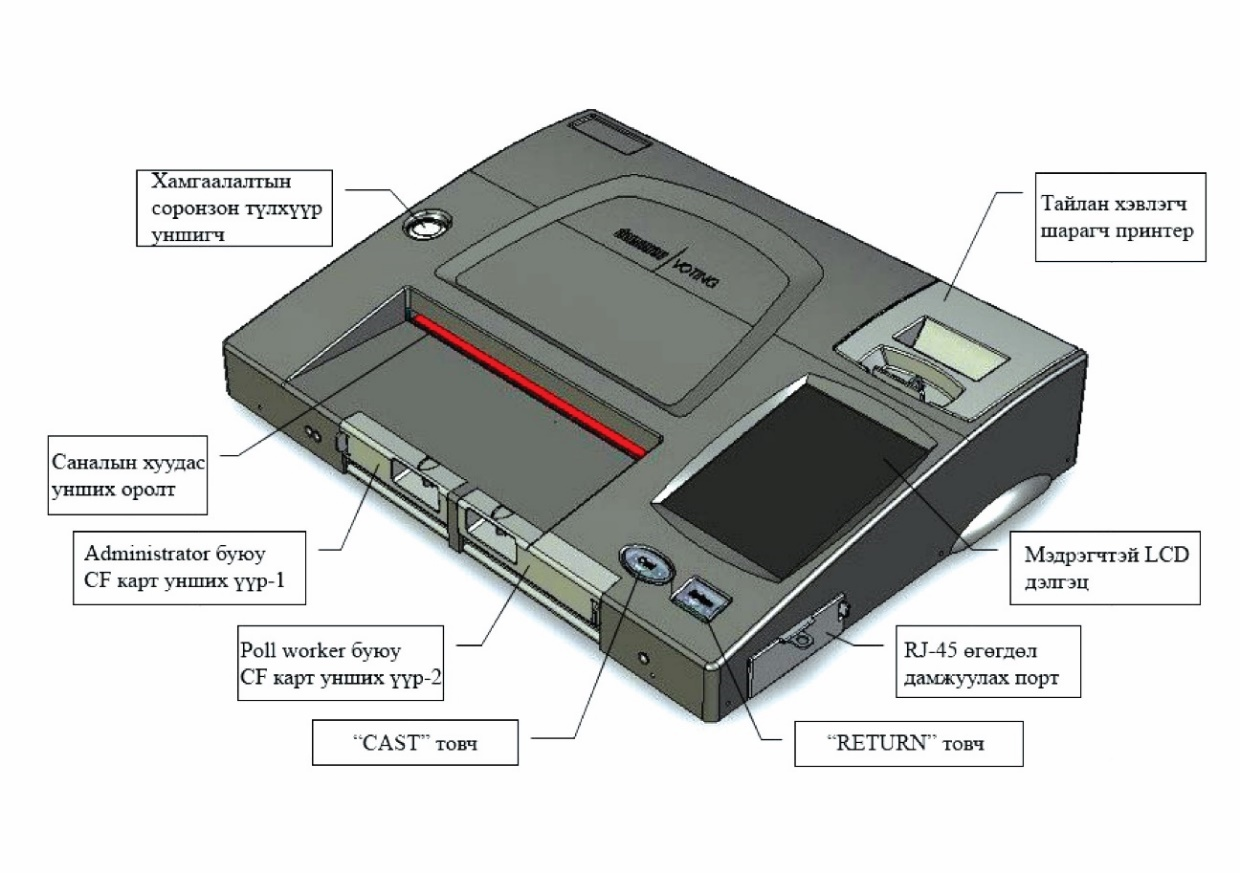 Хамгаалалтын
соронзон түлхүүр
уншигч
Тайлан хэвлэгч
шарагч принтер
VOTING
Саналын хуудас
унших оролт
Administrator буюу
CF карт унших үүр-1
Мэдрэгчтэй LCD
дэлгэц
Poll worker буюу
CF карт унших үүр-2
RJ-45 өгөгдөл
дамжуулах порт
“CAST” товч
“RETURN” товч